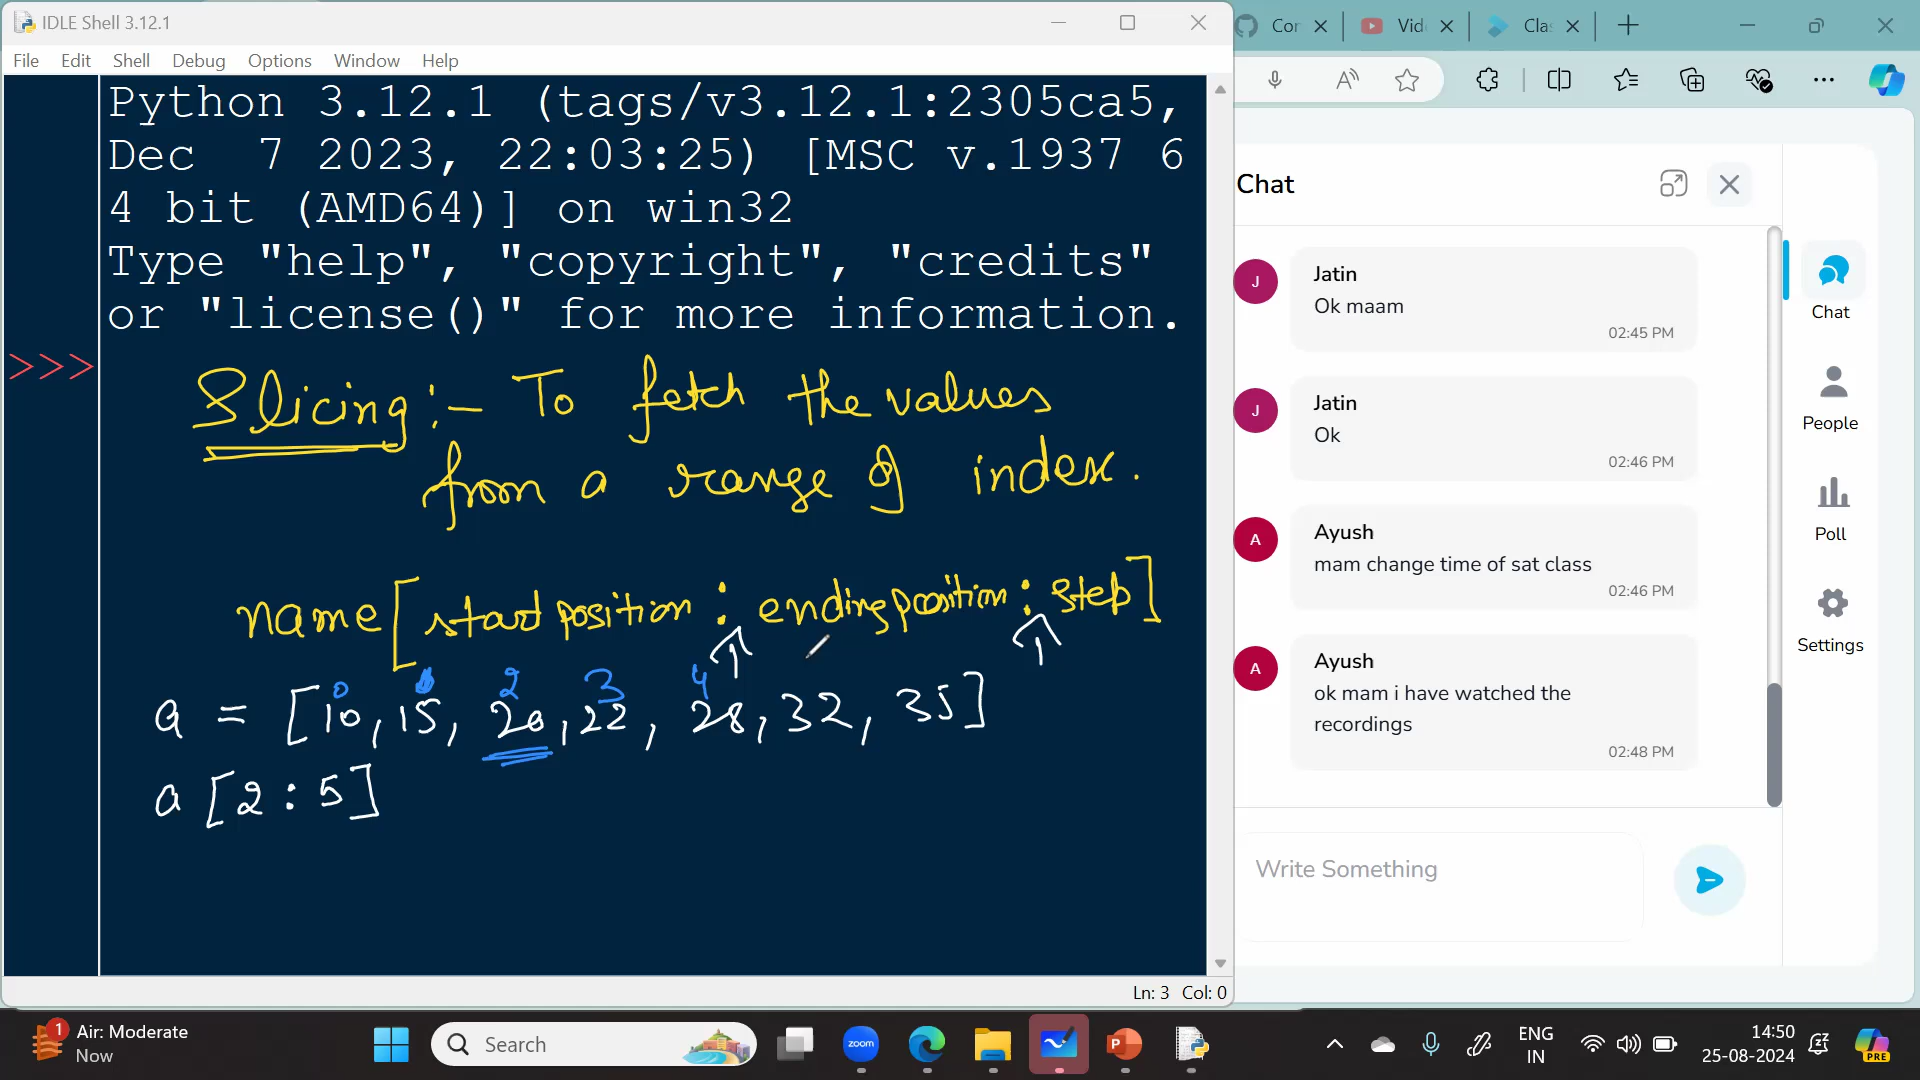 IDLE Shell 3.12.1
File Edit Shell Debug Options Window Help
Python 3.12.1 (tags/v3.12.1:2305ca5,
Dec  7 2023, 22:03:25) [MSC v.1937 6
4 bit (AMD64)] on win32
Type "help", "copyright", "credits"
or "license()" for more information.
>>>
Slicing :- To fetch the values
from a range of index.
name[start position : ending position : step]
0 2 3 4
a = [10, 15, 20, 22, 28, 32, 35]
a [2 : 5]
Ln: 3 Col: 0
Cor Vid Clas
Chat
J
Jatin
Ok maam
02:45 PM
J
Jatin
Ok
02:46 PM
A
Ayush
mam change time of sat class
02:46 PM
A
Ayush
ok mam i have watched the
recordings
02:48 PM
Write Something
Chat
People
Poll
Settings
1
Air: Moderate
Now
Search
zoom
P
ENG
IN
14:50
25-08-2024
PRE